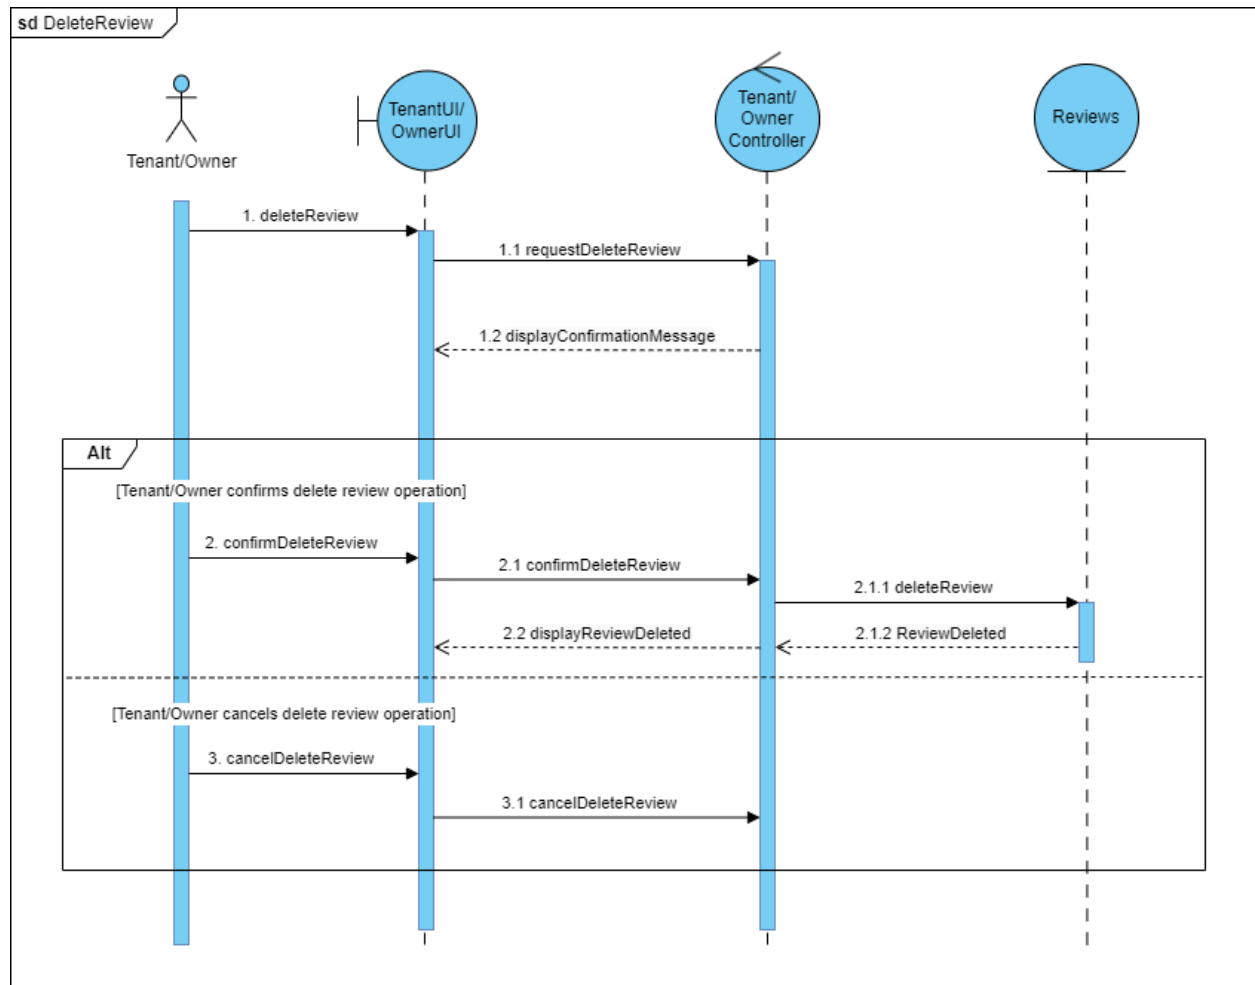 sd DeleteReview
Tenant/Owner
TenantUI/
OwnerUI
Tenant/
Owner
Controller
Reviews
1. deleteReview
1.1 requestDeleteReview
1.2 displayConfirmationMessage
Alt
[Tenant/Owner confirms delete review operation]
2. confirmDeleteReview
2.1 confirmDeleteReview
2.1.1 deleteReview
2.2 displayReviewDeleted
2.1.2 ReviewDeleted
[Tenant/Owner cancels delete review operation]
3. cancelDeleteReview
3.1 cancelDeleteReview